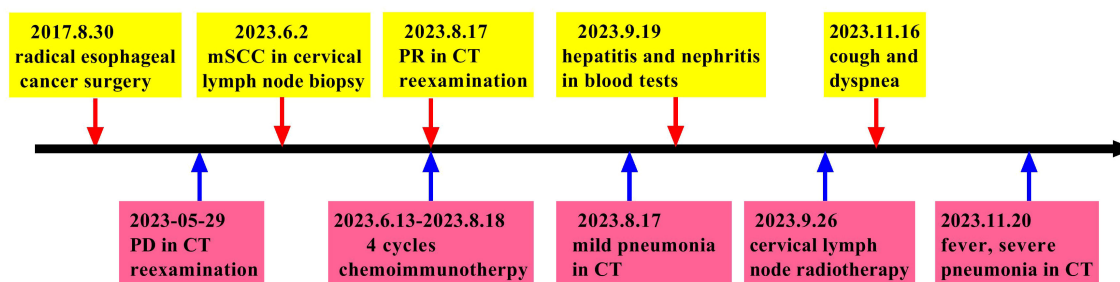 2017.8.30
radical esophageal
cancer surgery
2023.6.2
mSCC in cervical
lymph node biopsy
2023.8.17
PR in CT
reexamination
2023.9.19
hepatitis and nephritis
in blood tests
2023.11.16
cough and
dyspnea
2023-05-29
PD in CT
reexamination
2023.6.13-2023.8.18
4 cycles
chemoimmunotherpy
2023.8.17
mild pneumonia
in CT
2023.9.26
cervical lymph
node radiotherapy
2023.11.20
fever, severe
pneumonia in CT